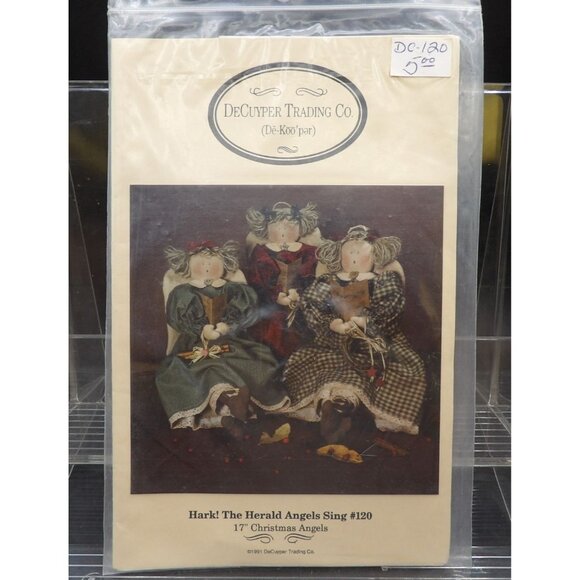 DC-120
5.00
DeCuyper Trading Co.
(Dē-Koo'pər)
Hark! The Herald Angels Sing #120
17" Christmas Angels
©1991 DeCuyper Trading Co.